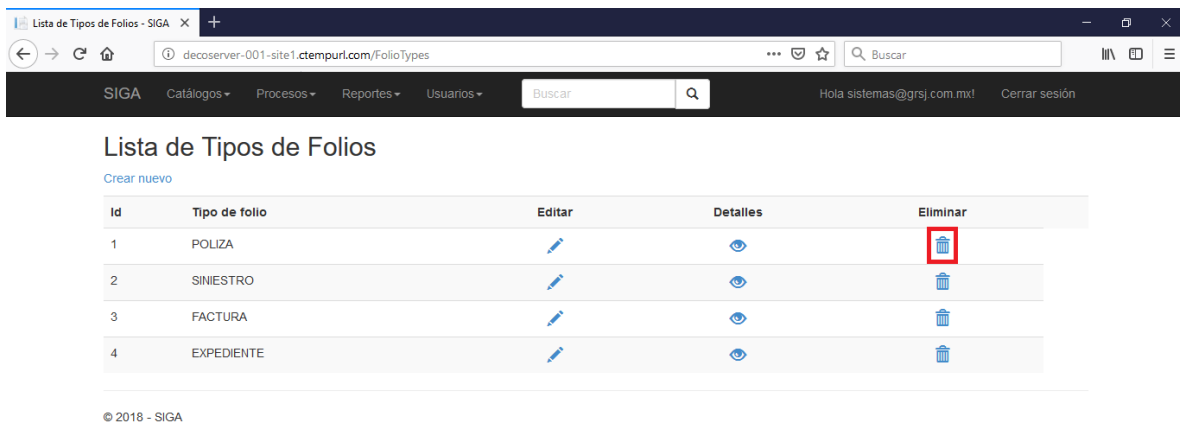 Lista de Tipos de Folios - SIGA
decoserver-001-site1.ctempurl.com/FolioTypes Buscar
SIGA Catálogos Procesos Reportes Usuarios Buscar Hola sistemas@grsj.com.mx! Cerrar sesión
Lista de Tipos de Folios
Crear nuevo
Id Tipo de folio Editar Detalles Eliminar
1 POLIZA
2 SINIESTRO
3 FACTURA
4 EXPEDIENTE
© 2018 - SIGA